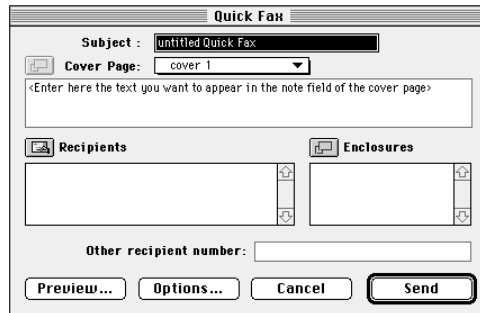 Quick Fax
Subject : untitled Quick Fax
Cover Page: cover 1
<Enter here the text you want to appear in the note field of the cover page>
Recipients Enclosures
Other recipient number:
Preview... Options... Cancel Send